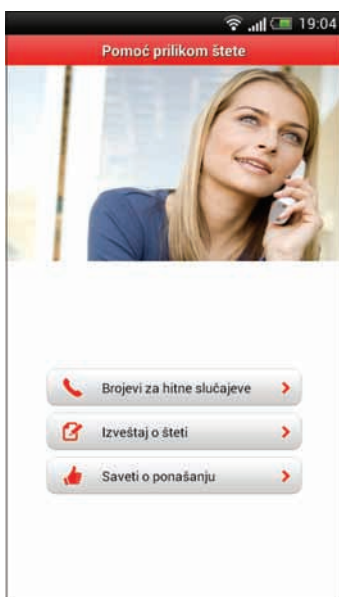 19:04
Pomoć prilikom štete
Brojevi za hitne slučajeve
Izveštaj o šteti
Saveti o ponašanju